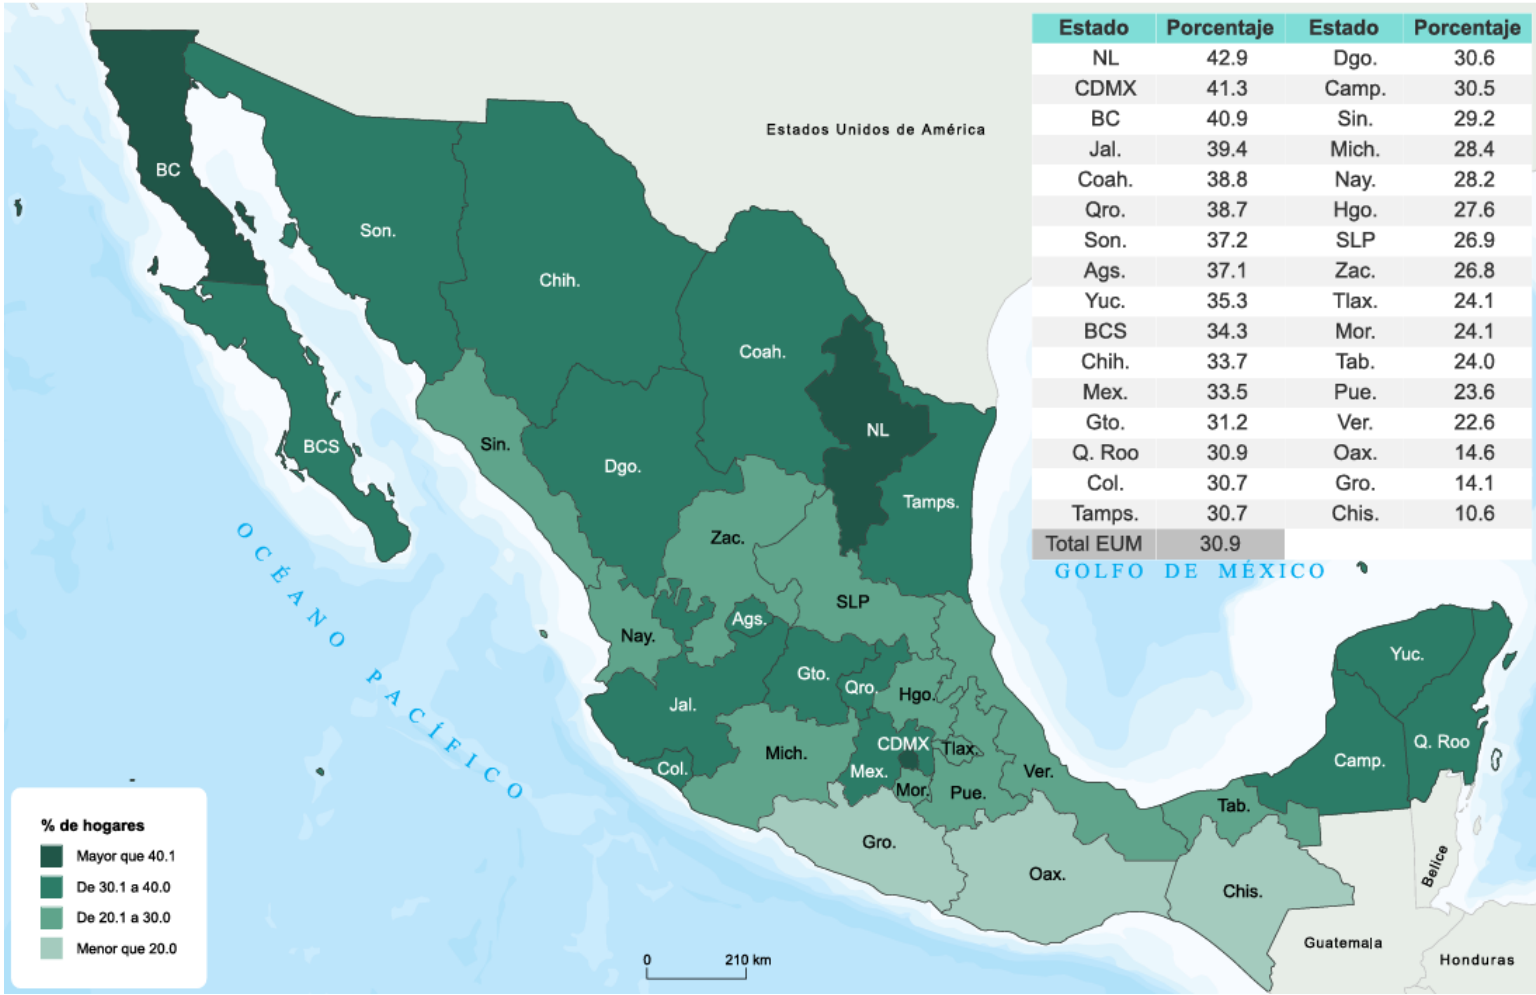 Estado Porcentaje Estado Porcentaje
NL 42.9 Dgo. 30.6
CDMX 41.3 Camp. 30.5
BC 40.9 Sin. 29.2
Jal. 39.4 Mich. 28.4
Coah. 38.8 Nay. 28.2
Qro. 38.7 Hgo. 27.6
Son. 37.2 SLP 26.9
Ags. 37.1 Zac. 26.8
Yuc. 35.3 Tlax. 24.1
BCS 34.3 Mor. 24.1
Chih. 33.7 Tab. 24.0
Mex. 33.5 Pue. 23.6
Gto. 31.2 Ver. 22.6
Q. Roo 30.9 Oax. 14.6
Col. 30.7 Gro. 14.1
Tamps. 30.7 Chis. 10.6
Total EUM 30.9
Estados Unidos de América
BC
Son.
Chih.
Coah.
NL
BCS
Sin.
Dgo.
Tamps.
Zac.
OCÉANO PACÍFICO
GOLFO DE MÉXICO
SLP
Ags.
Nay.
Yuc.
Gto.
Qro.
Hgo.
Jal.
CDMX
Tlax.
Q. Roo
Mich.
Camp.
Col.
Mex.
Ver.
Mor.
Pue.
Tab.
Gro.
Oax.
Chis.
Belice
Guatemala
Honduras
% de hogares
Mayor que 40.1
De 30.1 a 40.0
De 20.1 a 30.0
Menor que 20.0
0 210 km